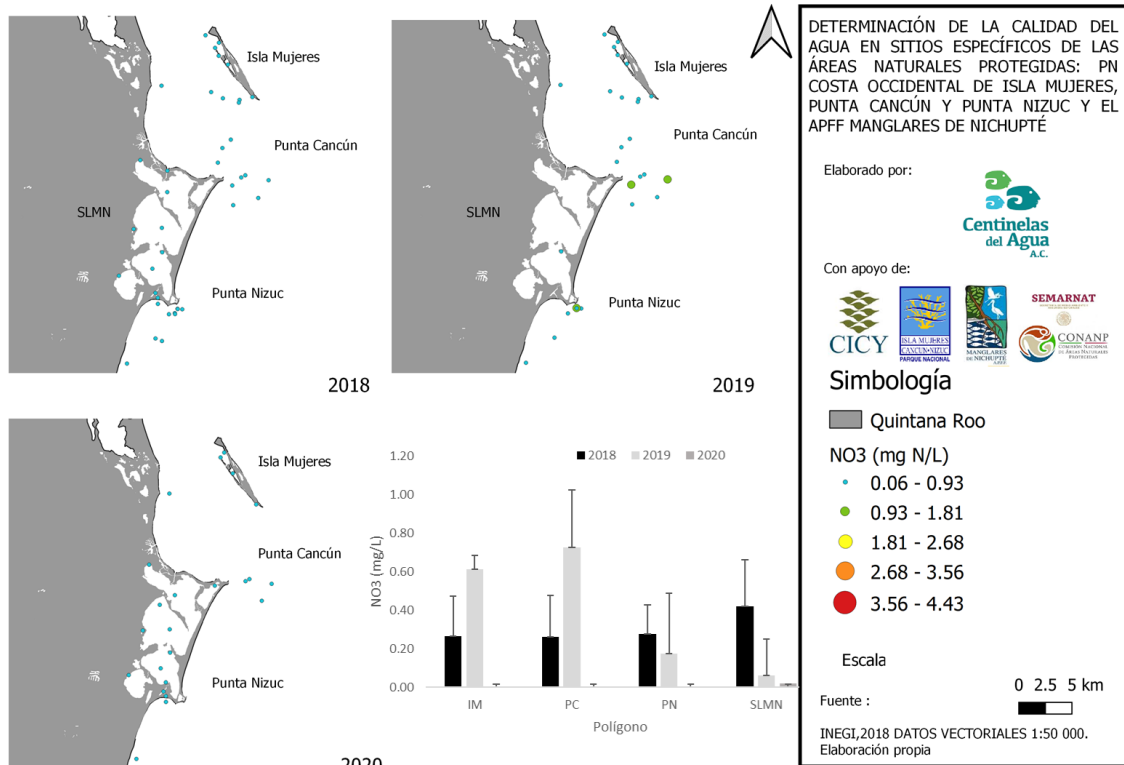 Isla Mujeres
Punta Cancún
SLMN
Punta Nizuc
2018
Isla Mujeres
Punta Cancún
SLMN
Punta Nizuc
2019
Isla Mujeres
Punta Cancún
Punta Nizuc
2020
1.20
1.00
0.80
0.60
0.40
0.20
0.00
NO3 (mg/L)
2018
2019
2020
IM
PC
PN
SLMN
Polígono
DETERMINACIÓN DE LA CALIDAD DEL
AGUA EN SITIOS ESPECÍFICOS DE LAS
ÁREAS NATURALES PROTEGIDAS: PN
COSTA OCCIDENTAL DE ISLA MUJERES,
PUNTA CANCÚN Y PUNTA NIZUC Y EL
APFF MANGLARES DE NICHUPTÉ
Elaborado por:
Centinelas
del Agua
A.C.
Con apoyo de:
CICY
ISLA MUJERES
CANCUN•NIZUC
PARQUE NACIONAL
MANGLARES
DE NICHUPTÉ
SEMARNAT
CONANP
COMISIÓN NACIONAL
DE ÁREAS NATURALES
PROTEGIDAS
Simbología
Quintana Roo
NO3 (mg N/L)
0.06 - 0.93
0.93 - 1.81
1.81 - 2.68
2.68 - 3.56
3.56 - 4.43
Escala
0 2.5 5 km
Fuente :
INEGI,2018 DATOS VECTORIALES 1:50 000.
Elaboración propia